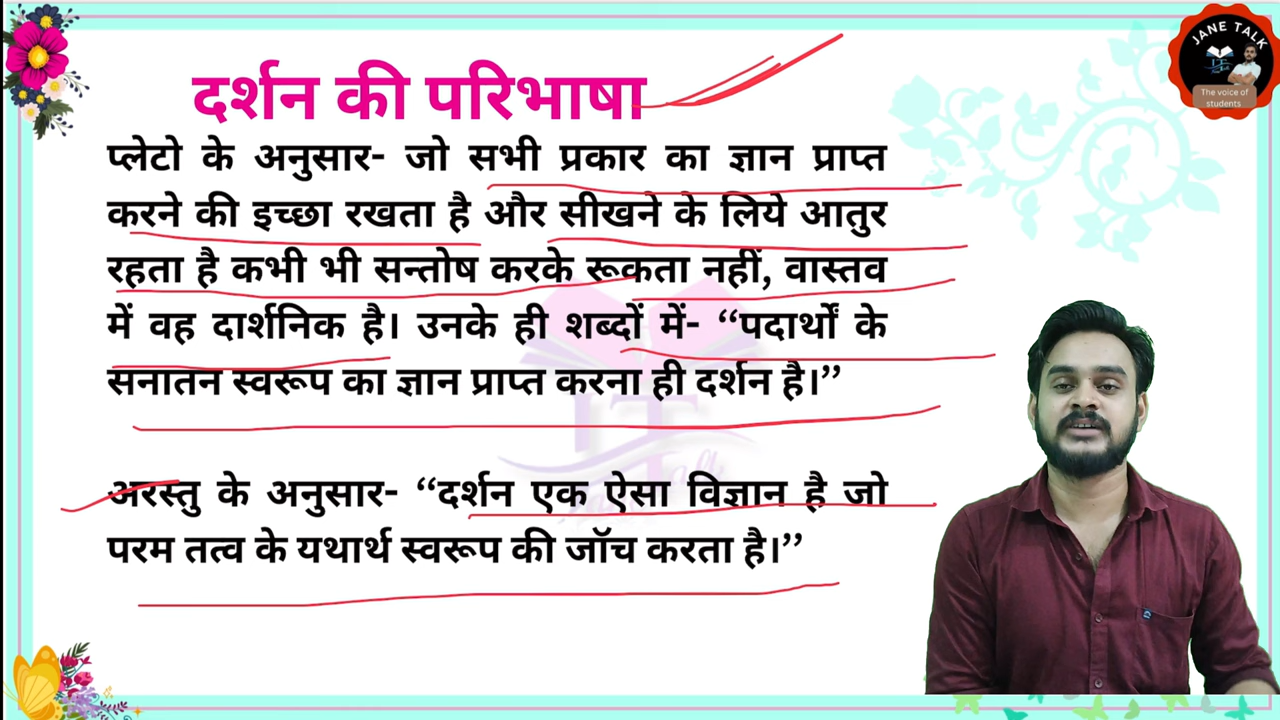 JANE TALK
The voice of
students
दर्शन की परिभाषा
प्लेटो के अनुसार- जो सभी प्रकार का ज्ञान प्राप्त
करने की इच्छा रखता है और सीखने के लिये आतुर
रहता है कभी भी सन्तोष करके रूकता नहीं, वास्तव
में वह दार्शनिक है। उनके ही शब्दों में- “पदार्थों के
सनातन स्वरूप का ज्ञान प्राप्त करना ही दर्शन है।”
अरस्तु के अनुसार- “दर्शन एक ऐसा विज्ञान है जो
परम तत्व के यथार्थ स्वरूप की जॉच करता है।”